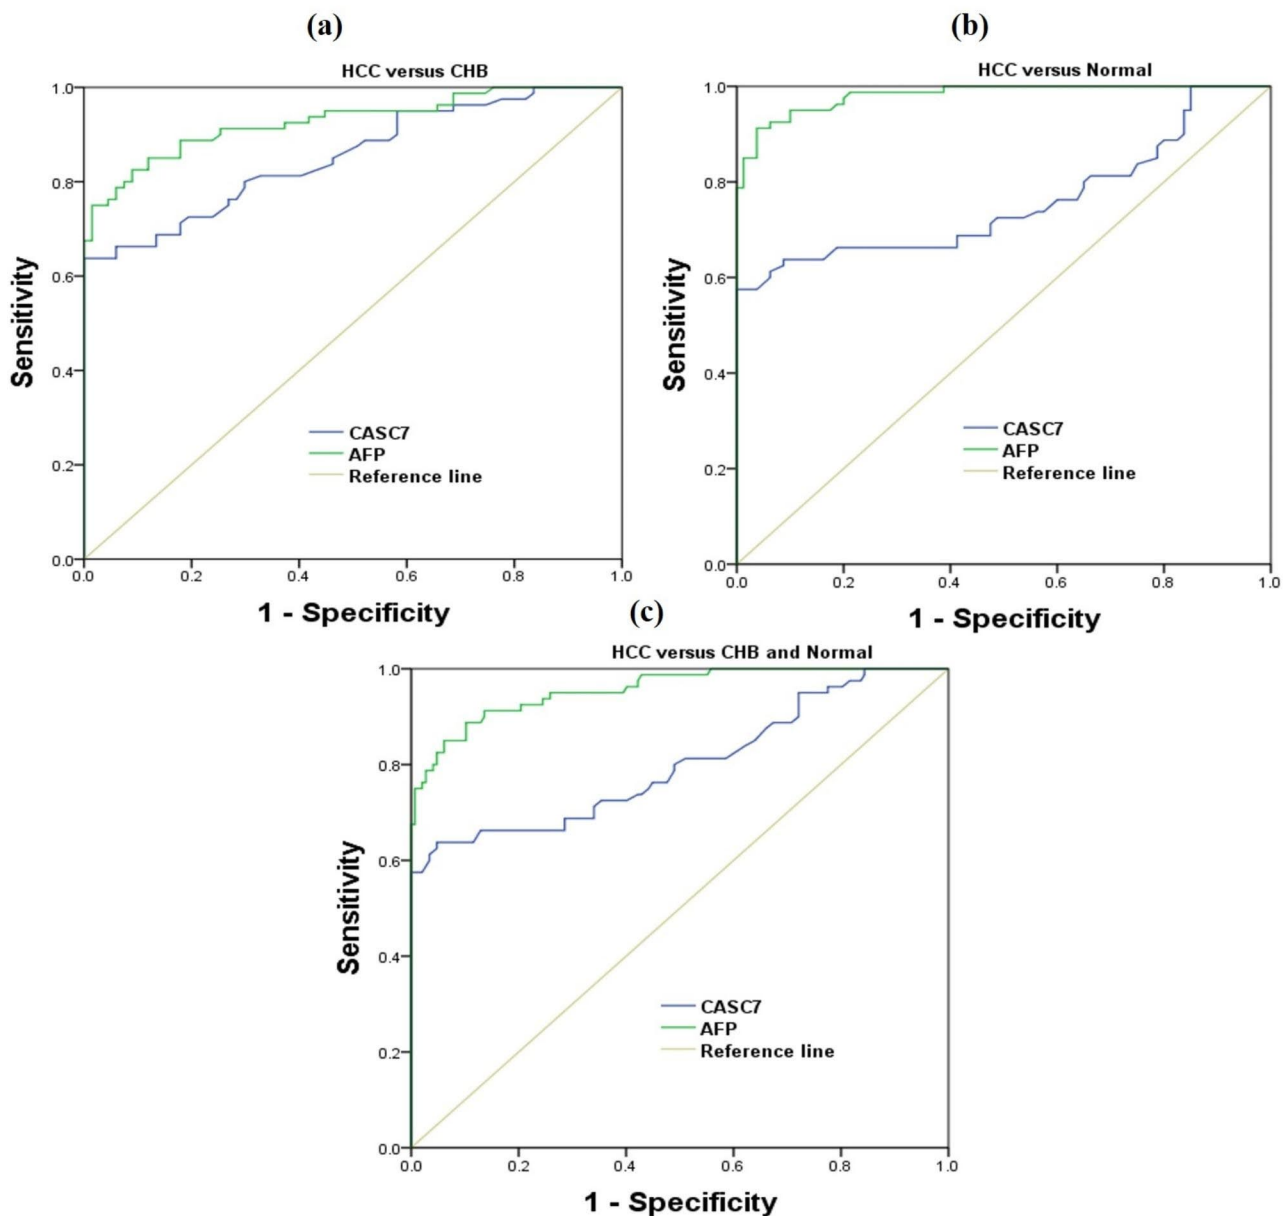 (a)
HCC versus CHB
1.0
0.8
0.6
0.4
0.2
0.0
Sensitivity
CASC7
AFP
Reference line
0.0 0.2 0.4 0.6 0.8 1.0
1 - Specificity
(b)
HCC versus Normal
1.0
0.8
0.6
0.4
0.2
0.0
Sensitivity
CASC7
AFP
Reference line
0.0 0.2 0.4 0.6 0.8 1.0
1 - Specificity
(c)
HCC versus CHB and Normal
1.0
0.8
0.6
0.4
0.2
0.0
Sensitivity
CASC7
AFP
Reference line
0.0 0.2 0.4 0.6 0.8 1.0
1 - Specificity